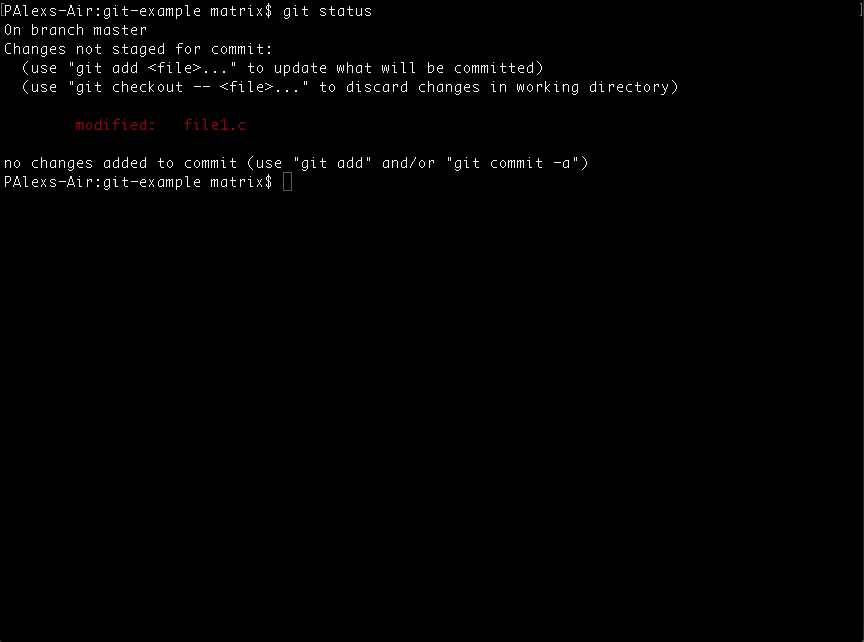 [PAlexs-Air:git-example matrix$ git status ]
On branch master
Changes not staged for commit:
  (use "git add <file>..." to update what will be committed)
  (use "git checkout -- <file>..." to discard changes in working directory)
        modified:   file1.c
no changes added to commit (use "git add" and/or "git commit -a")
PAlexs-Air:git-example matrix$